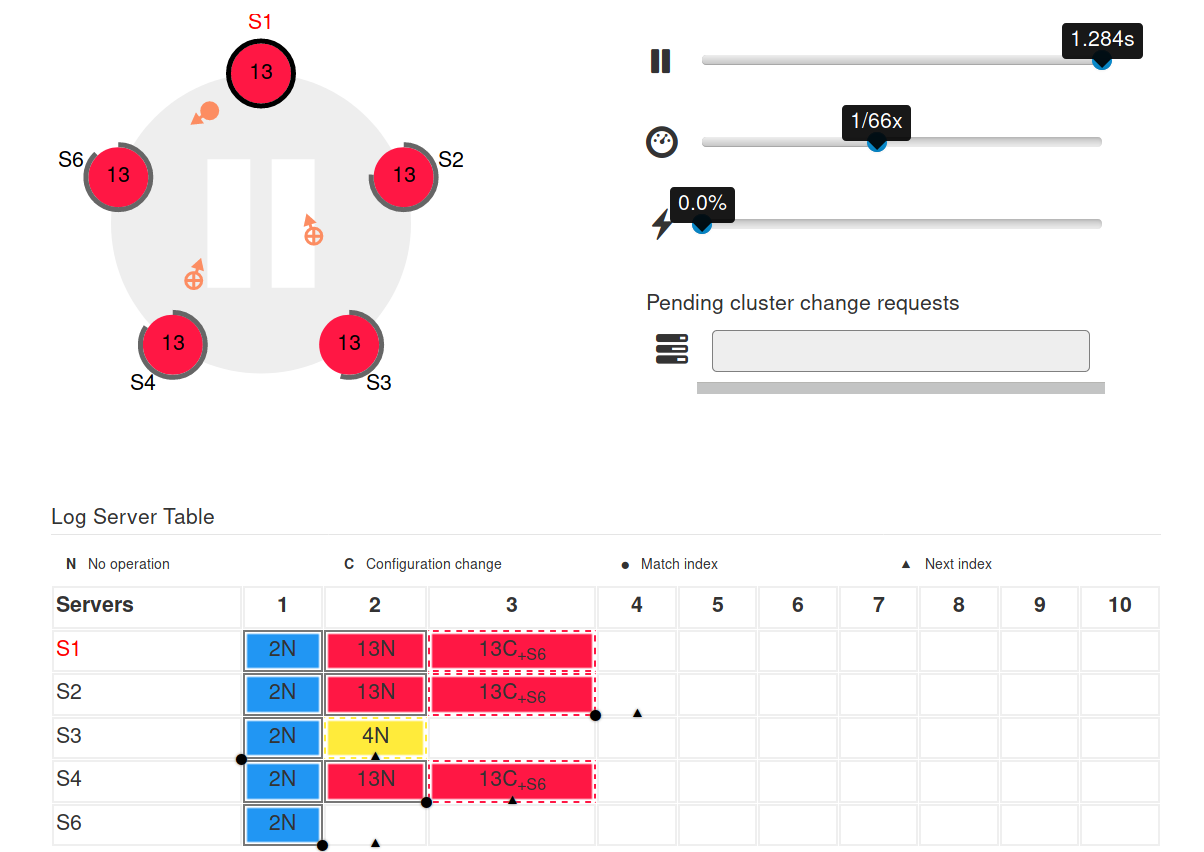 S1
13
1.284s
1/66x
S6
13
13
S2
0.0%
Pending cluster change requests
13
13
S4
S3
Log Server Table
N No operation C Configuration change ● Match index ▲ Next index
Servers 1 2 3 4 5 6 7 8 9 10
S1 2N 13N 13C+S6
S2 2N 13N 13C+S6
S3 2N 4N
S4 2N 13N 13C+S6
S6 2N